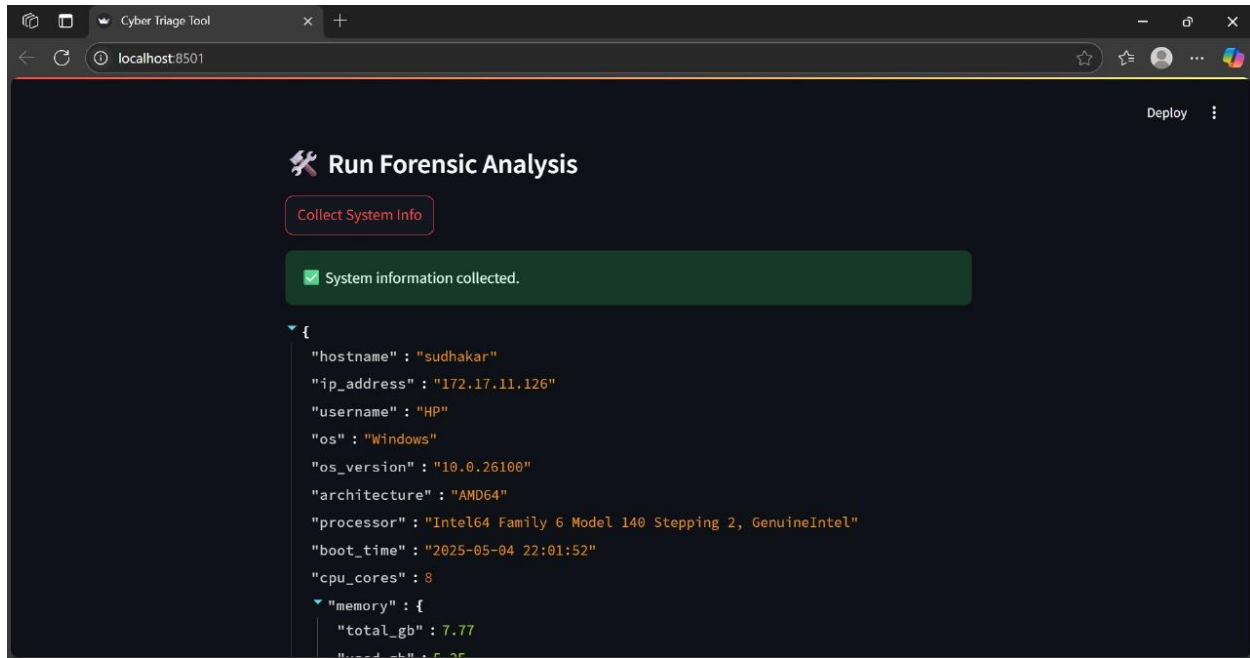 Cyber Triage Tool
localhost:8501
Deploy
Run Forensic Analysis
Collect System Info
System information collected.
{
"hostname" : "sudhakar"
"ip_address" : "172.17.11.126"
"username" : "HP"
"os" : "Windows"
"os_version" : "10.0.26100"
"architecture" : "AMD64"
"processor" : "Intel64 Family 6 Model 140 Stepping 2, GenuineIntel"
"boot_time" : "2025-05-04 22:01:52"
"cpu_cores" : 8
"memory" : {
"total_gb" : 7.77